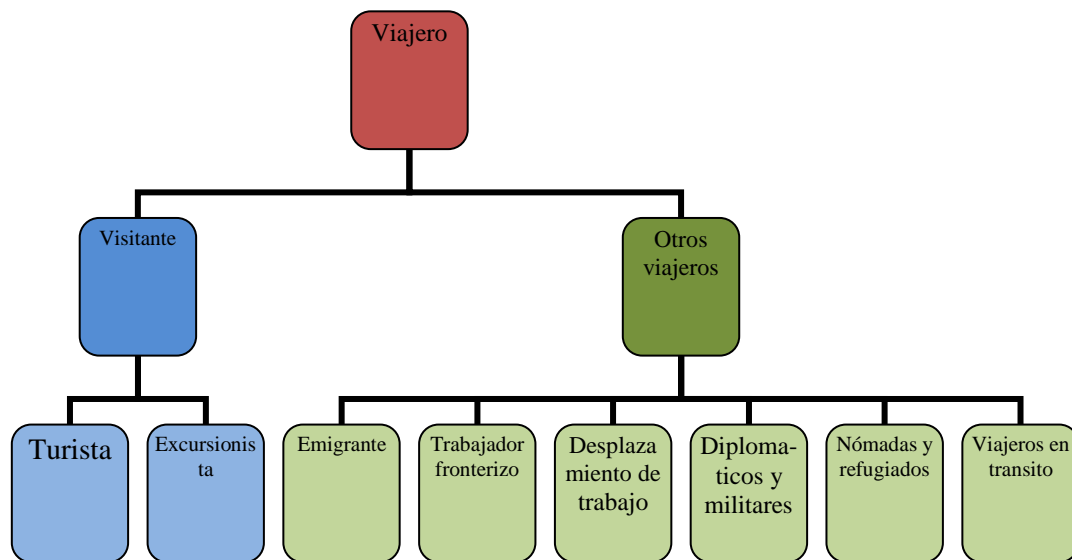 Viajero
Visitante
Otros
viajeros
Turista
Excursionis
ta
Emigrante
Trabajador
fronterizo
Desplaza
miento de
trabajo
Diploma-
ticos y
militares
Nómadas y
refugiados
Viajeros en
transito